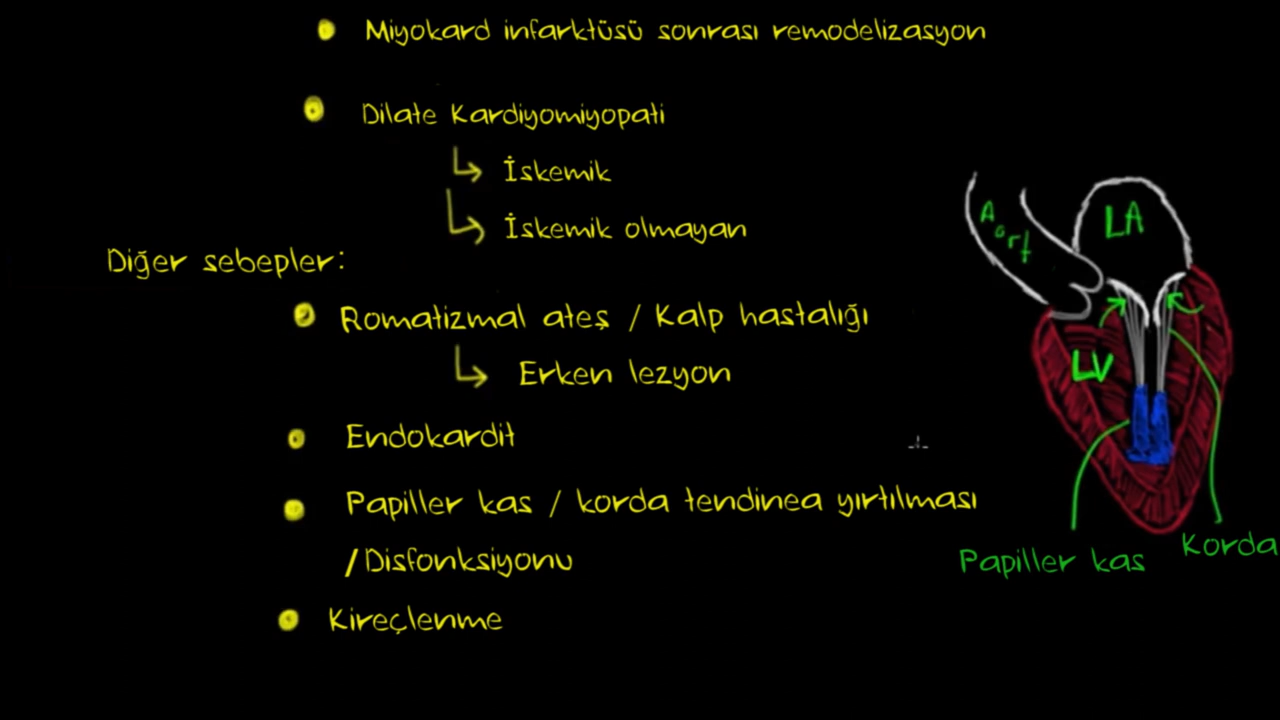 Miyokard infarktüsü sonrası remodelizasyon
Dilate Kardiyomiyopati
İskemik
İskemik olmayan
Diğer sebepler:
Romatizmal ateş / Kalp hastalığı
Erken lezyon
Endokardit
Papiller kas / korda tendinea yırtılması
/Disfonksiyonu
Kireçlenme
Aort
LA
LV
Papiller kas
Korda